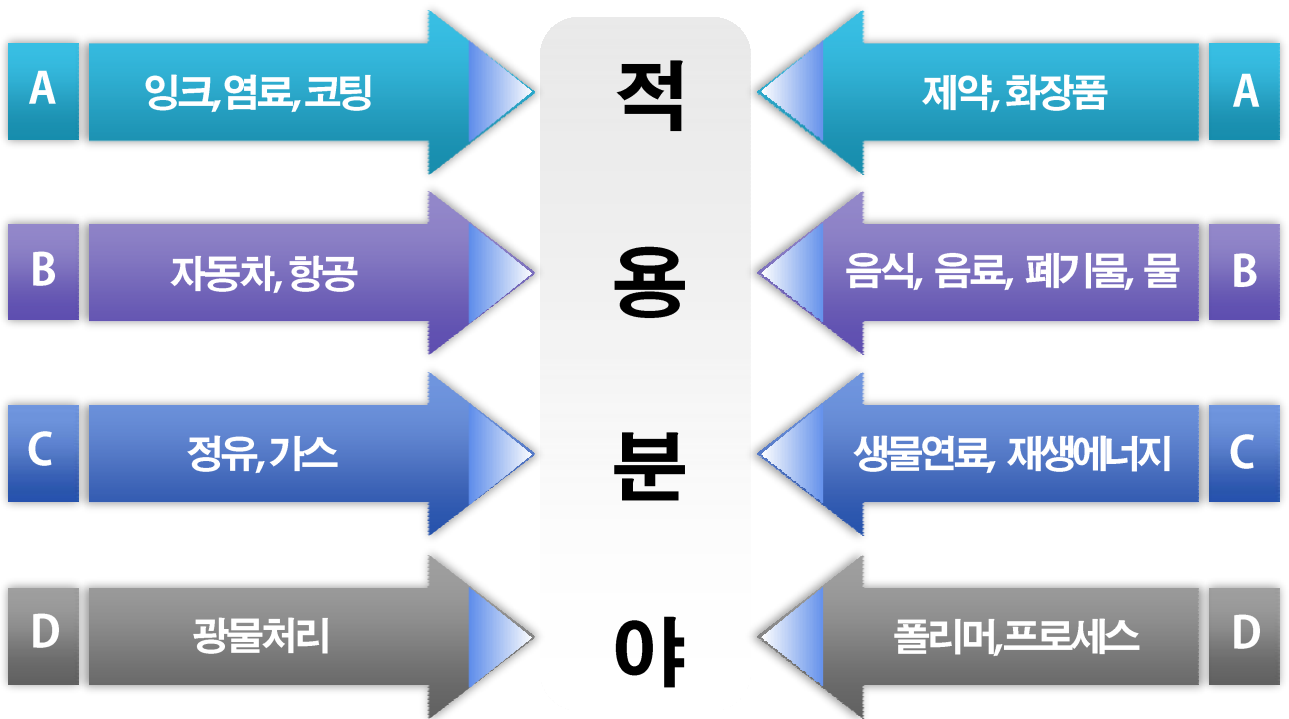 A 잉크,염료,코팅 적 제약, 화장품 A
B 자동차, 항공 용 음식, 음료, 폐기물, 물 B
C 정유, 가스 분 생물연료, 재생에너지 C
D 광물처리 야 폴리머,프로세스 D